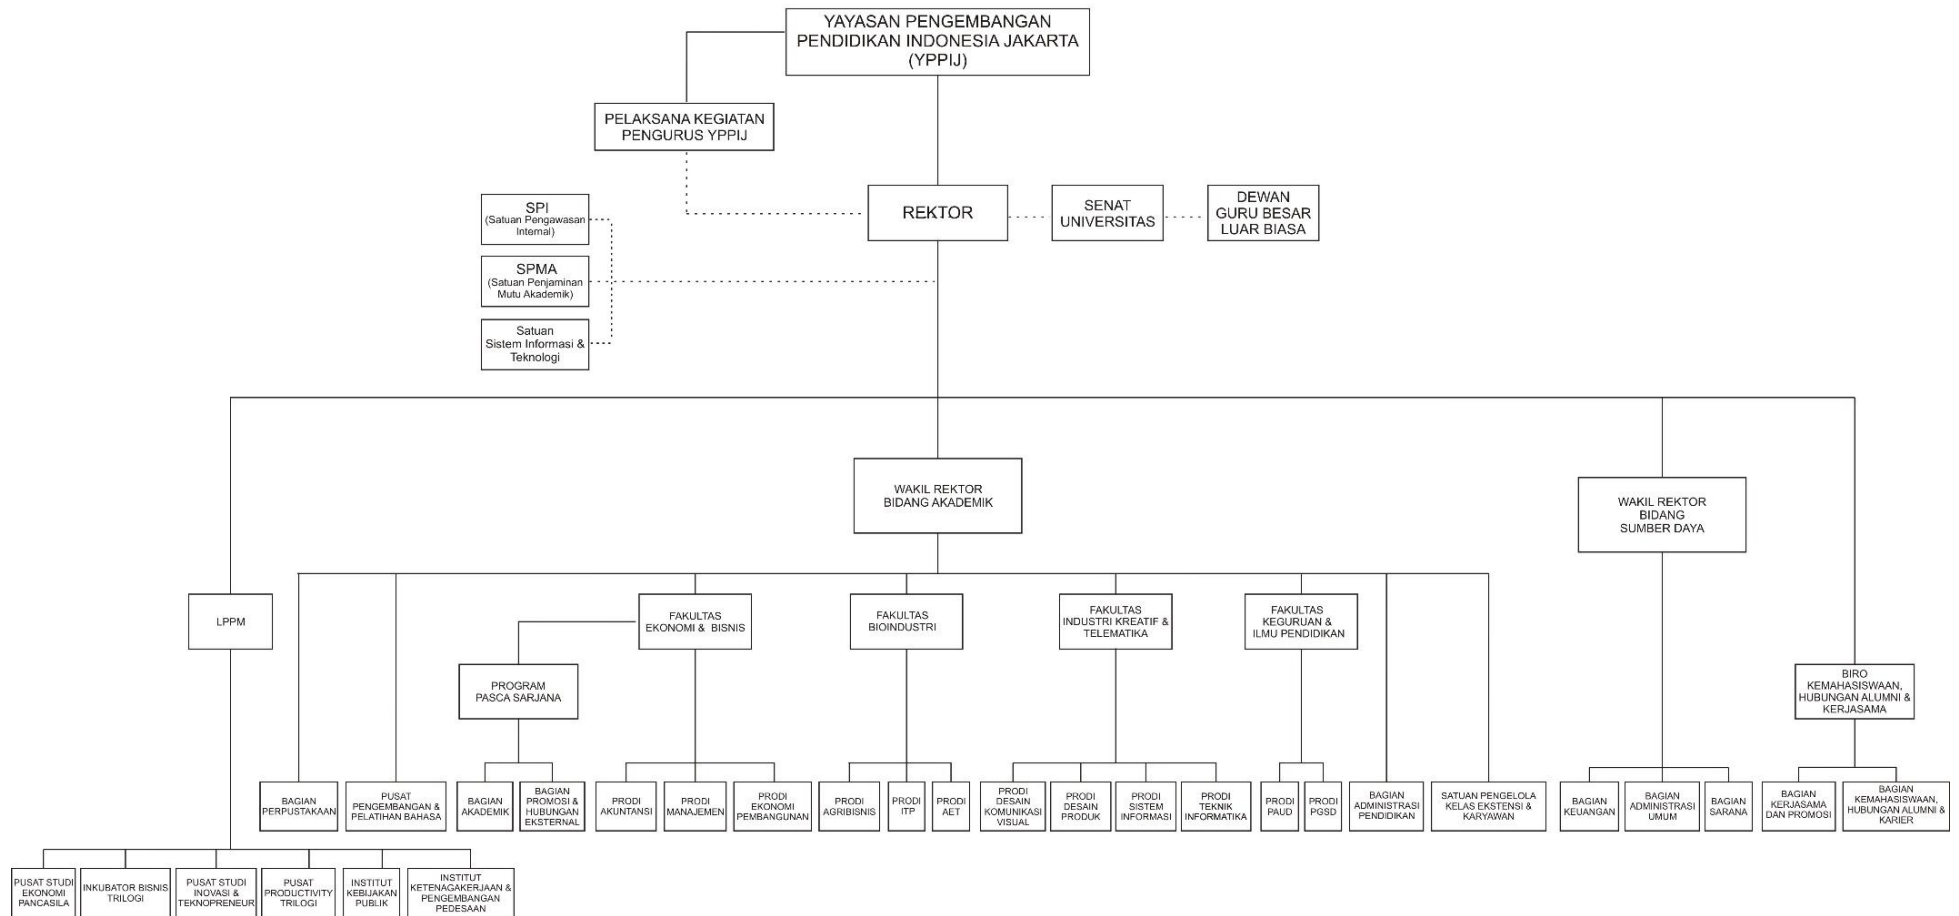 YAYASAN PENGEMBANGAN
PENDIDIKAN INDONESIA JAKARTA
(YPPIJ)
PELAKSANA KEGIATAN
PENGURUS YPPIJ
REKTOR
SENAT
UNIVERSITAS
DEWAN
GURU BESAR
LUAR BIASA
SPI
(Satuan Pengawasan
Internal)
SPMA
(Satuan Penjaminan
Mutu Akademik)
Satuan
Sistem Informasi &
Teknologi
WAKIL REKTOR
BIDANG AKADEMIK
WAKIL REKTOR
BIDANG
SUMBER DAYA
LPPM
FAKULTAS
EKONOMI & BISNIS
FAKULTAS
BIOINDUSTRI
FAKULTAS
INDUSTRI KREATIF &
TELEMATIKA
FAKULTAS
KEGURUAN &
ILMU PENDIDIKAN
PROGRAM
PASCA SARJANA
BIRO
KEMAHASISWAAN,
HUBUNGAN ALUMNI &
KERJASAMA
BAGIAN
PERPUSTAKAAN
PUSAT
PENGEMBANGAN &
PELATIHAN BAHASA
BAGIAN
AKADEMIK
BAGIAN
PROMOSI &
HUBUNGAN
EKSTERNAL
PRODI
AKUNTANSI
PRODI
MANAJEMEN
PRODI
EKONOMI
PEMBANGUNAN
PRODI
AGRIBISNIS
PRODI
ITP
PRODI
AET
PRODI
DESAIN
KOMUNIKASI
VISUAL
PRODI
DESAIN
PRODUK
PRODI
SISTEM
INFORMASI
PRODI
TEKNIK
INFORMATIKA
PRODI
PAUD
PRODI
PGSD
BAGIAN
ADMINISTRASI
PENDIDIKAN
SATUAN PENGELOLA
KELAS EKSTENSI &
KARYAWAN
BAGIAN
KEUANGAN
BAGIAN
ADMINISTRASI
UMUM
BAGIAN
SARANA
BAGIAN
KERJASAMA
DAN PROMOSI
BAGIAN
KEMAHASISWAAN,
HUBUNGAN ALUMNI &
KARIER
PUSAT STUDI
EKONOMI
PANCASILA
INKUBATOR BISNIS
TRILOGI
PUSAT STUDI
INOVASI &
TEKNOPRENEUR
PUSAT
PRODUCTIVITY
TRILOGI
INSTITUT
KEBIJAKAN
PUBLIK
INSTITUT
KETENAGAKERJAAN &
PENGEMBANGAN
PEDESAAN